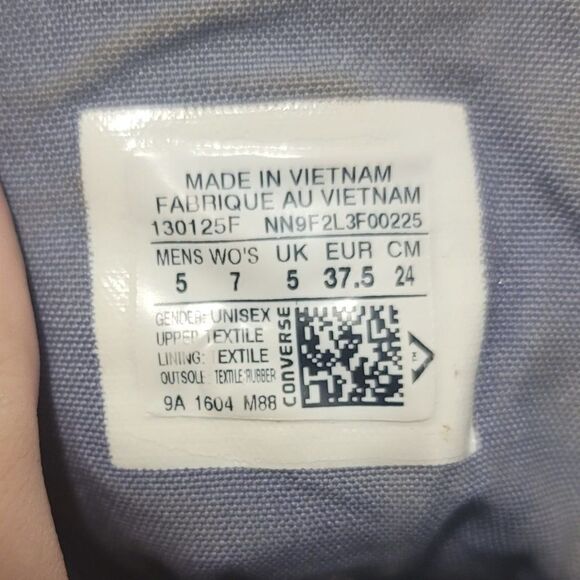 MADE IN VIETNAM
FABRIQUE AU VIETNAM
130125F NN9F2L3F00225
MENS WO'S UK EUR CM
5 7 5 37.5 24
GENDER: UNISEX
UPPER TEXTILE
LINING: TEXTILE
OUTSOLE TEXTILE/RUBBER
9A 1604 M88
CONVERSE
TM